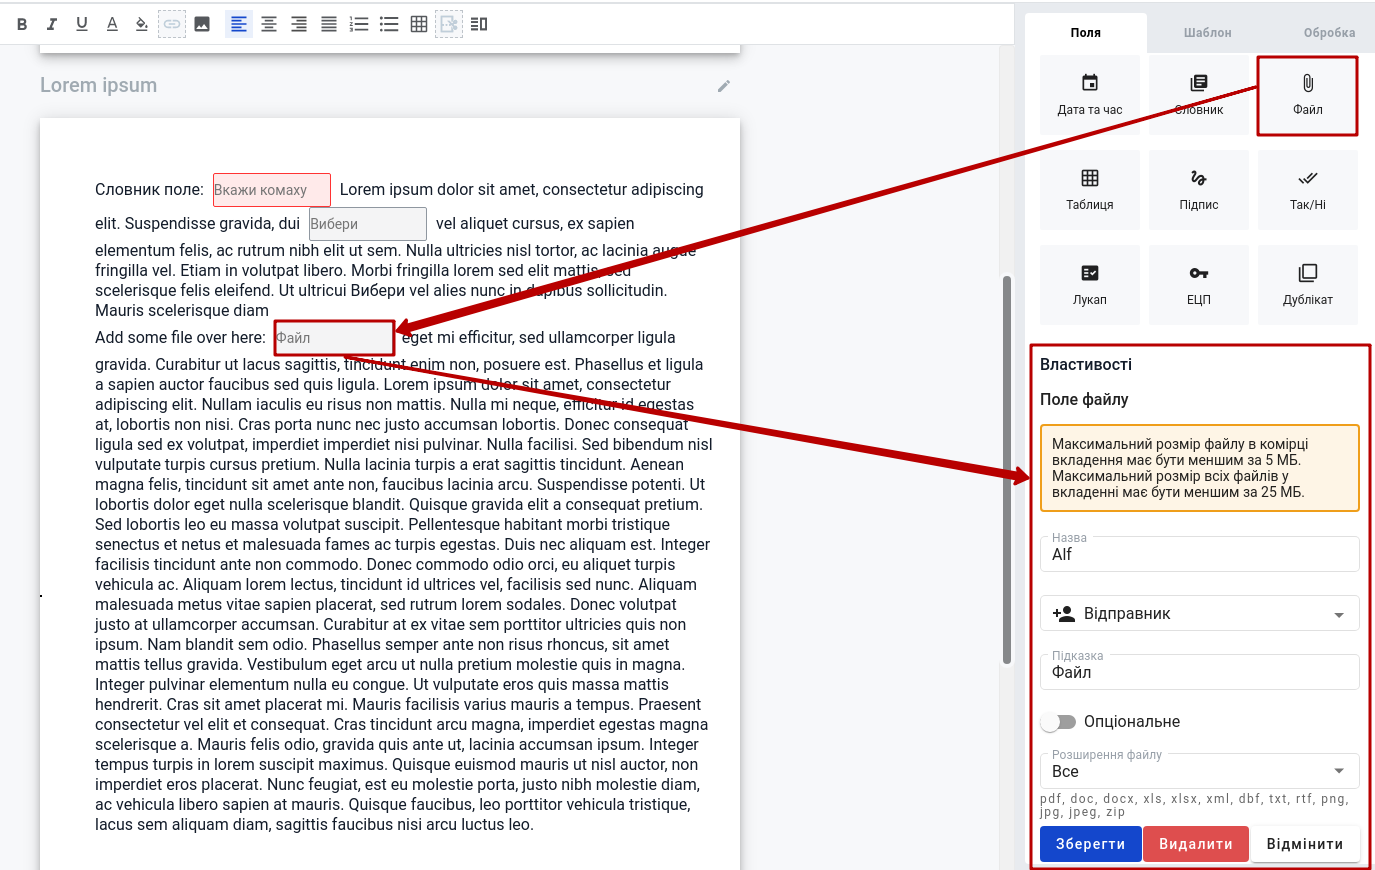 B I U A
Поля Шаблон Обробка
Дата та час Словник Файл
Таблиця Підпис Так/Ні
Лукап ЕЦП Дублікат
Lorem ipsum
Словник поле: Вкажи комаху Lorem ipsum dolor sit amet, consectetur adipiscing
elit. Suspendisse gravida, dui Вибери vel aliquet cursus, ex sapien
elementum felis, ac rutrum nibh elit ut sem. Nulla ultricies nisl tortor, ac lacinia augue
fringilla vel. Etiam in volutpat libero. Morbi fringilla lorem sed elit mattis, sed
scelerisque felis eleifend. Ut ultricui Вибери vel alies nunc in dapibus sollicitudin.
Mauris scelerisque diam
Add some file over here: Файл eget mi efficitur, sed ullamcorper ligula
gravida. Curabitur ut lacus sagittis, tincidunt enim non, posuere est. Phasellus et ligula
a sapien auctor faucibus sed quis ligula. Lorem ipsum dolor sit amet, consectetur
adipiscing elit. Nullam iaculis eu risus non mattis. Nulla mi neque, efficitur id egestas
at, lobortis non nisi. Cras porta nunc nec justo accumsan lobortis. Donec consequat
ligula sed ex volutpat, imperdiet imperdiet nisi pulvinar. Nulla facilisi. Sed bibendum nisl
vulputate turpis cursus pretium. Nulla lacinia turpis a erat sagittis tincidunt. Aenean
magna felis, tincidunt sit amet ante non, faucibus lacinia arcu. Suspendisse potenti. Ut
lobortis dolor eget nulla scelerisque blandit. Quisque gravida elit a consequat pretium.
Sed lobortis leo eu massa volutpat suscipit. Pellentesque habitant morbi tristique
senectus et netus et malesuada fames ac turpis egestas. Duis nec aliquam est. Integer
facilisis tincidunt ante non commodo. Donec commodo odio orci, eu aliquet turpis
vehicula ac. Aliquam lorem lectus, tincidunt id ultrices vel, facilisis sed nunc. Aliquam
malesuada metus vitae sapien placerat, sed rutrum lorem sodales. Donec volutpat
justo at ullamcorper accumsan. Curabitur at ex vitae sem porttitor ultricies quis non
ipsum. Nam blandit sem odio. Phasellus semper ante non risus rhoncus, sit amet
mattis tellus gravida. Vestibulum eget arcu ut nulla pretium molestie quis in magna.
Integer pulvinar elementum nulla eu congue. Ut vulputate eros quis massa mattis
hendrerit. Cras sit amet placerat mi. Mauris facilisis varius mauris a tempus. Praesent
consectetur vel elit et consequat. Cras tincidunt arcu magna, imperdiet egestas magna
scelerisque a. Mauris felis odio, gravida quis ante ut, lacinia accumsan ipsum. Integer
tempus turpis in lorem suscipit maximus. Quisque euismod mauris ut nisl auctor, non
imperdiet eros placerat. Nunc feugiat, est eu molestie porta, justo nibh molestie diam,
ac vehicula libero sapien at mauris. Quisque faucibus, leo porttitor vehicula tristique,
lacus sem aliquam diam, sagittis faucibus nisi arcu luctus leo.
Властивості
Поле файлу
Максимальний розмір файлу в комірці
вкладення має бути меншим за 5 МБ.
Максимальний розмір всіх файлів у
вкладенні має бути меншим за 25 МБ.
Назва
Alf
Відправник
Підказка
Файл
Опціональне
Розширення файлу
Все
pdf, doc, docx, xls, xlsx, xml, dbf, txt, rtf, png,
jpg, jpeg, zip
Зберегти Видалити Відмінити